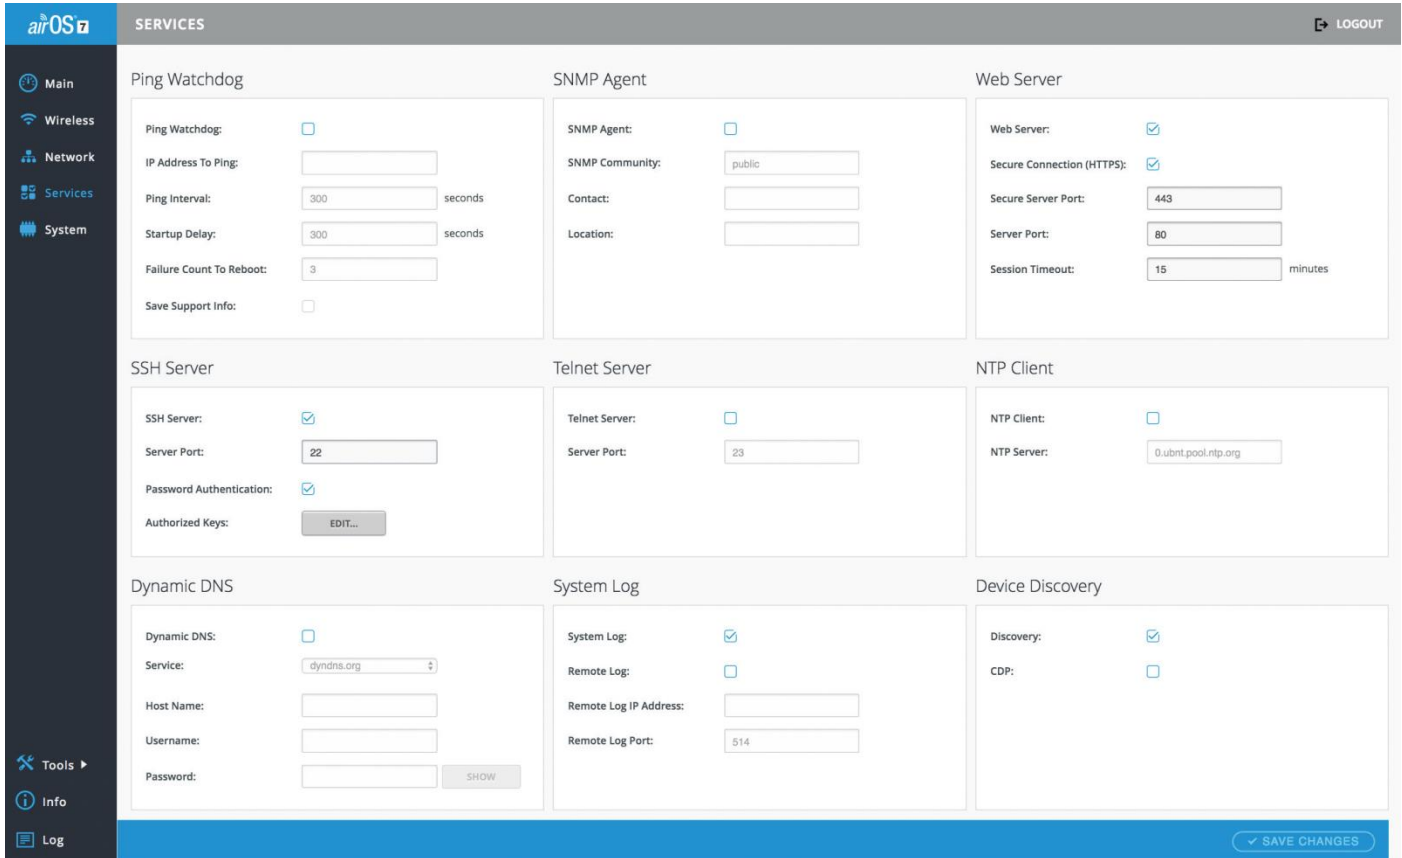 airOS 7
SERVICES
LOGOUT
Main
Wireless
Network
Services
System
Tools
Info
Log
Ping Watchdog
Ping Watchdog:
IP Address To Ping:
Ping Interval: 300 seconds
Startup Delay: 300 seconds
Failure Count To Reboot: 3
Save Support Info:
SNMP Agent
SNMP Agent:
SNMP Community: public
Contact:
Location:
Web Server
Web Server:
Secure Connection (HTTPS):
Secure Server Port: 443
Server Port: 80
Session Timeout: 15 minutes
SSH Server
SSH Server:
Server Port: 22
Password Authentication:
Authorized Keys: EDIT...
Telnet Server
Telnet Server:
Server Port: 23
NTP Client
NTP Client:
NTP Server: 0.ubnt.pool.ntp.org
Dynamic DNS
Dynamic DNS:
Service: dyndns.org
Host Name:
Username:
Password: SHOW
System Log
System Log:
Remote Log:
Remote Log IP Address:
Remote Log Port: 514
Device Discovery
Discovery:
CDP:
SAVE CHANGES